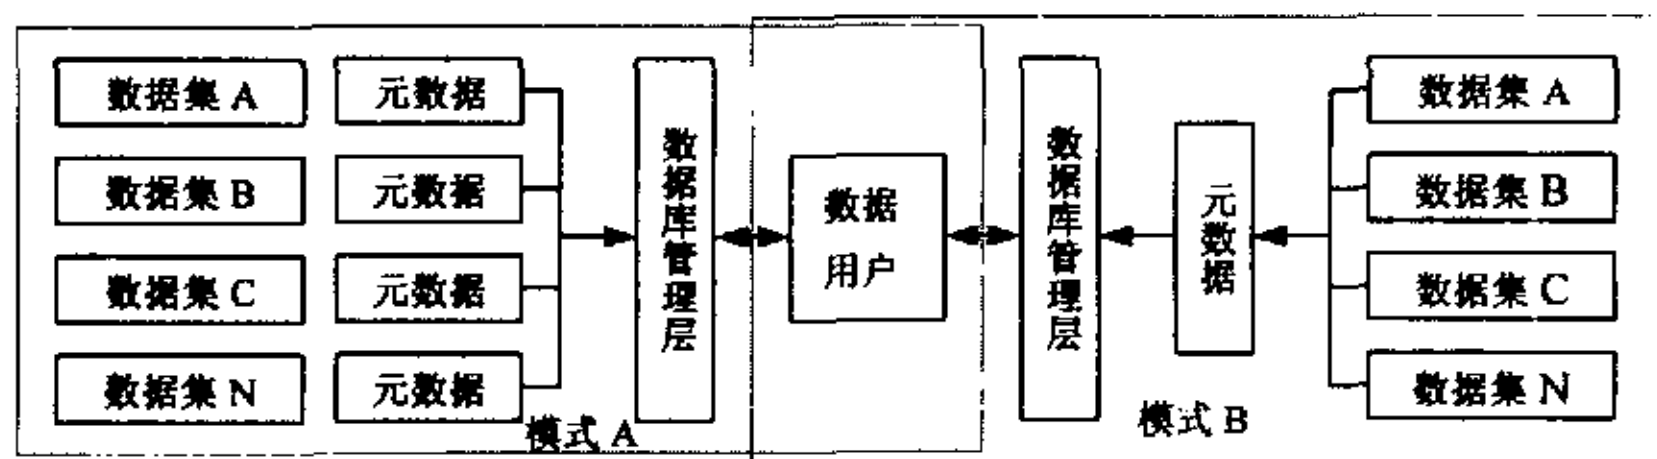 数据集 A
元数据
数据集 B
元数据
数据集 C
元数据
数据集 N
元数据
数据库管理层
模式 A
数据
用户
数据库管理层
元数据
数据集 A
数据集 B
数据集 C
数据集 N
模式 B